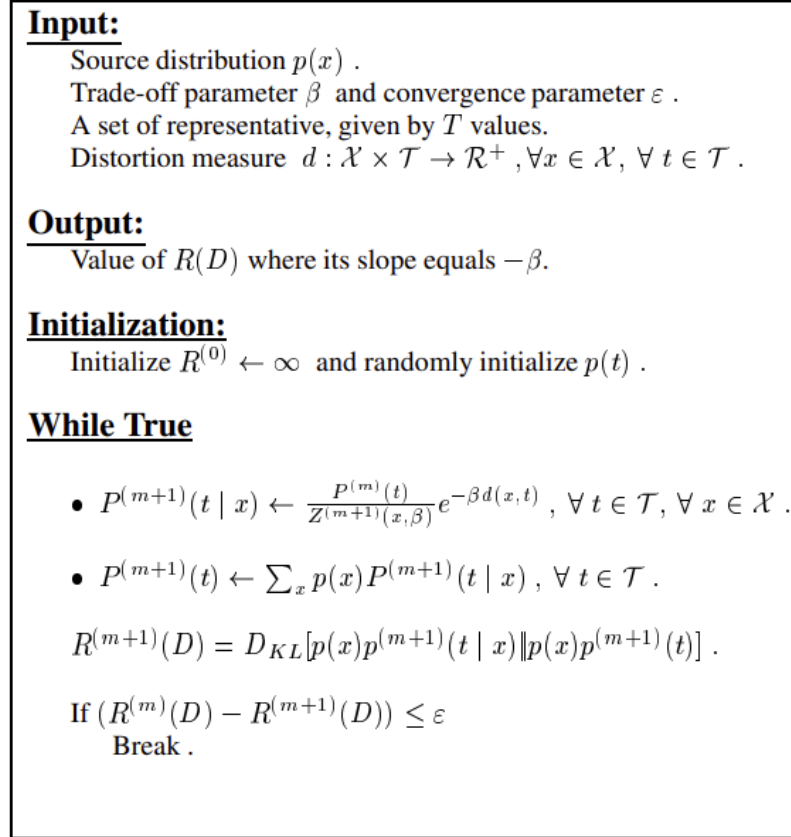 Input:
Source distribution p(x) .
Trade-off parameter β and convergence parameter ε .
A set of representative, given by T values.
Distortion measure d : 𝒳 × 𝒯 → ℛ⁺ , ∀x ∈ 𝒳, ∀ t ∈ 𝒯 .
Output:
Value of R(D) where its slope equals −β.
Initialization:
Initialize R⁽⁰⁾ ← ∞ and randomly initialize p(t) .
While True
• P^(m+1)(t | x) ← P^(m)(t) / Z^(m+1)(x,β) e^−βd(x,t) , ∀ t ∈ 𝒯, ∀ x ∈ 𝒳 .
• P^(m+1)(t) ← ∑_x p(x)P^(m+1)(t | x) , ∀ t ∈ 𝒯 .
R^(m+1)(D) = D_KL[p(x)p^(m+1)(t | x)||p(x)p^(m+1)(t)] .
If (R^(m)(D) − R^(m+1)(D)) ≤ ε
Break .